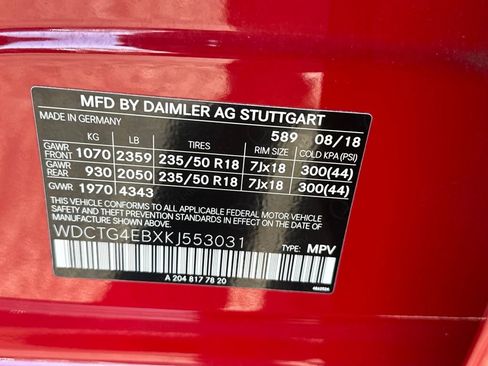 MFD BY DAIMLER AG STUTTGART
MADE IN GERMANY 589 08/18
KG LB TIRES RIM SIZE COLD KPA (PSI)
GAWR FRONT 1070 2359 235/50 R18 7Jx18 300(44)
GAWR REAR 930 2050 235/50 R18 7Jx18 300(44)
GWR 1970 4343
THIS VEHICLE CONFORMS TO ALL APPLICABLE FEDERAL MOTOR VEHICLE
SAFETY AND THEFT PREVENTION STANDARDS IN EFFECT ON THE DATE OF
MANUFACTURE SHOWN ABOVE
WDCTG4EBXKJ553031 TYPE: MPV
A 204 817 78 20